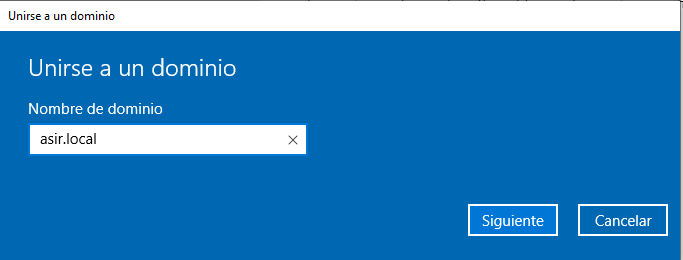 Unirse a un dominio
Unirse a un dominio
Nombre de dominio
asir.local
Siguiente
Cancelar